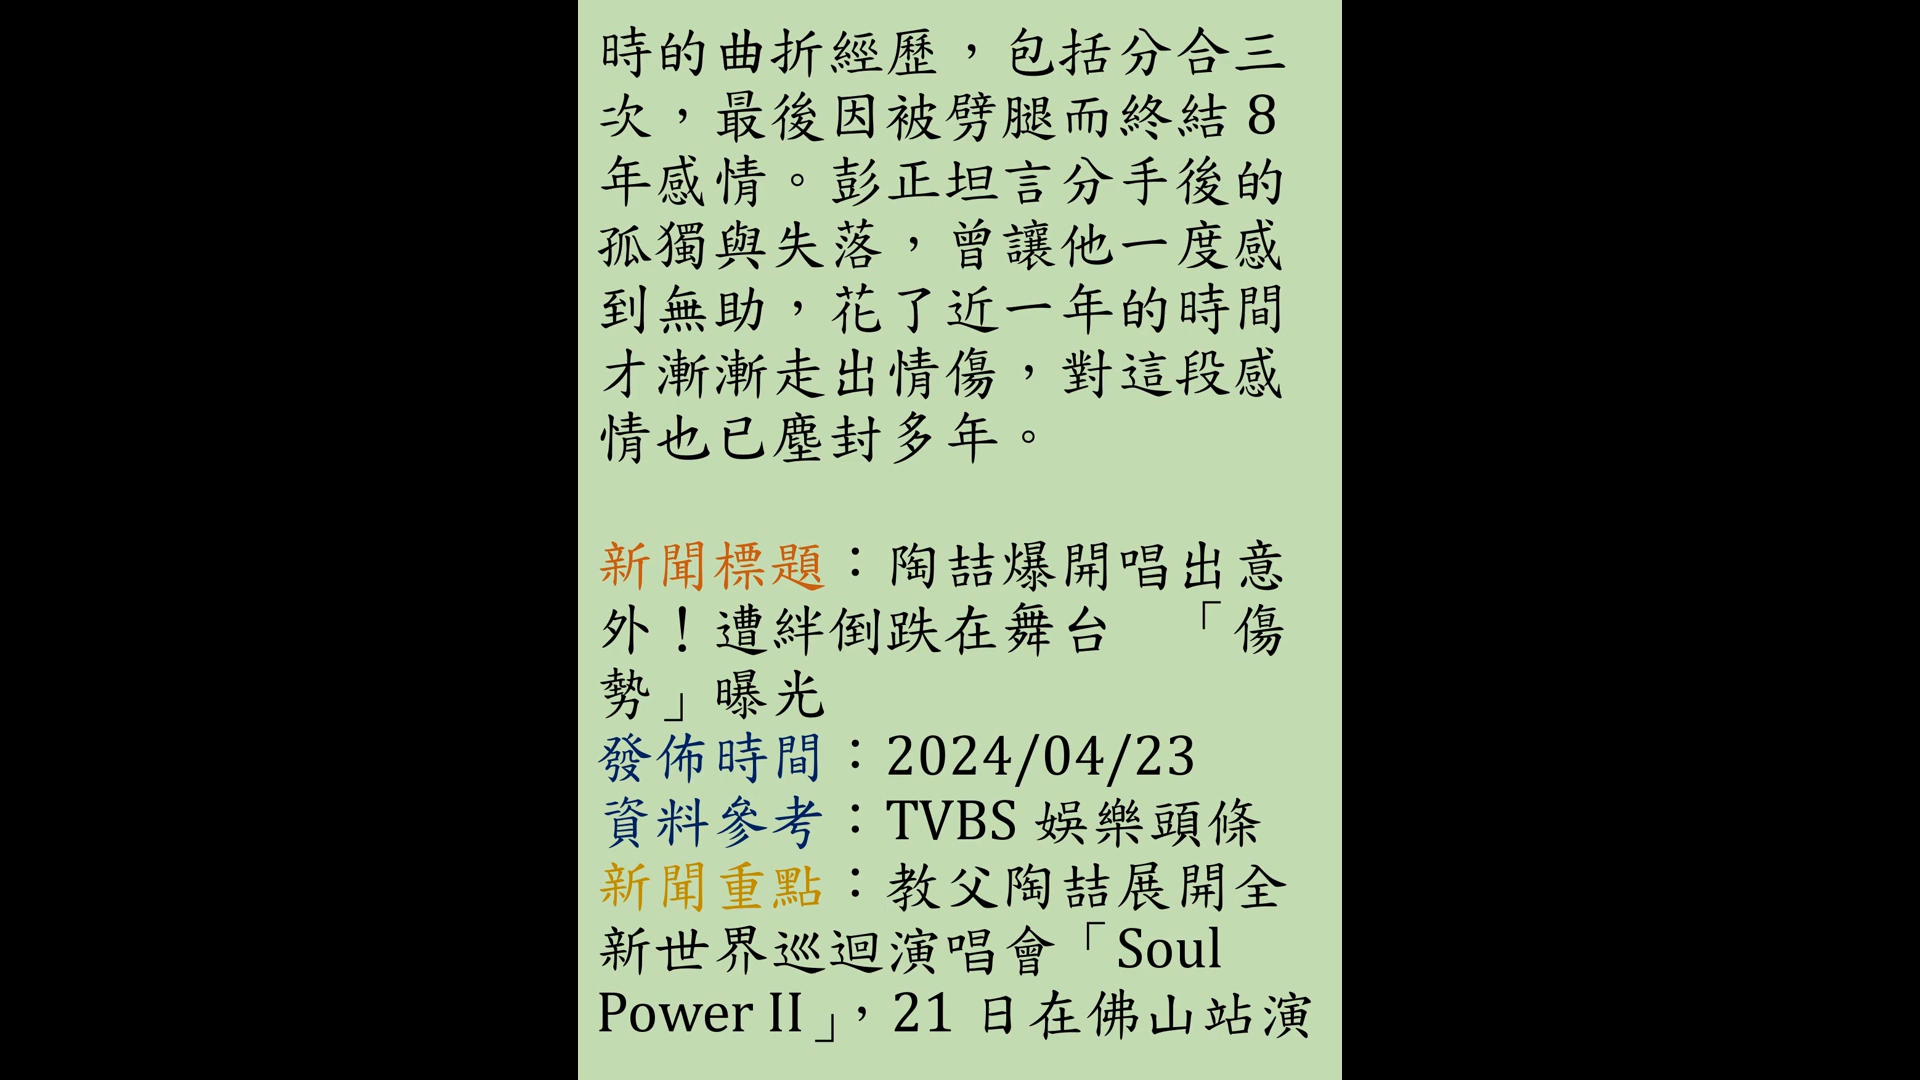 時的曲折經歷，包括分合三
次，最後因被劈腿而終結 8
年感情。彭正坦言分手後的
孤獨與失落，曾讓他一度感
到無助，花了近一年的時間
才漸漸走出情傷，對這段感
情也已塵封多年。
新聞標題：陶喆爆開唱出意
外！遭絆倒跌在舞台　「傷
勢」曝光
發佈時間：2024/04/23
資料參考：TVBS 娛樂頭條
新聞重點：教父陶喆展開全
新世界巡迴演唱會「Soul
Power II」，21 日在佛山站演